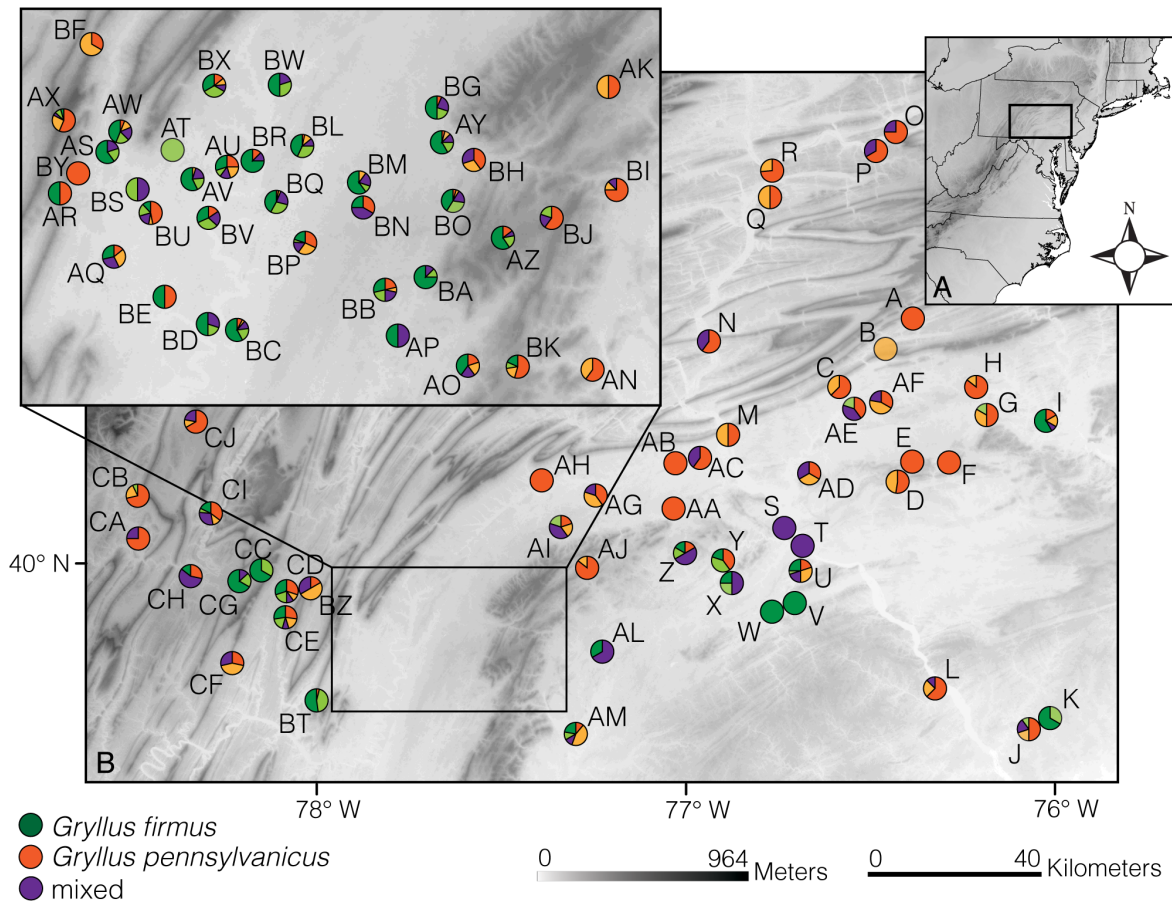 BF
BX
BW
BG
AK
AX
AW
AS
AT
AU
BR
BL
AY
BH
BY
BM
BI
AR
BS
AV
BQ
BU
BV
BN
BO
BJ
AQ
BP
AZ
BE
BB
BA
BD
BC
AP
AO
BK
AN
O
P
R
Q
A
N
A
B
C
AF
H
G
I
AE
M
E
F
D
AB
AC
AD
AH
AG
AA
S
T
AI
AJ
Y
Z
X
U
W
V
AL
L
K
J
AM
CJ
CB
CI
CA
CC
CD
CH
CG
BZ
CE
CF
BT
B
N
40° N
78° W
77° W
76° W
Gryllus firmus
Gryllus pennsylvanicus
mixed
0 964 Meters
0 40 Kilometers